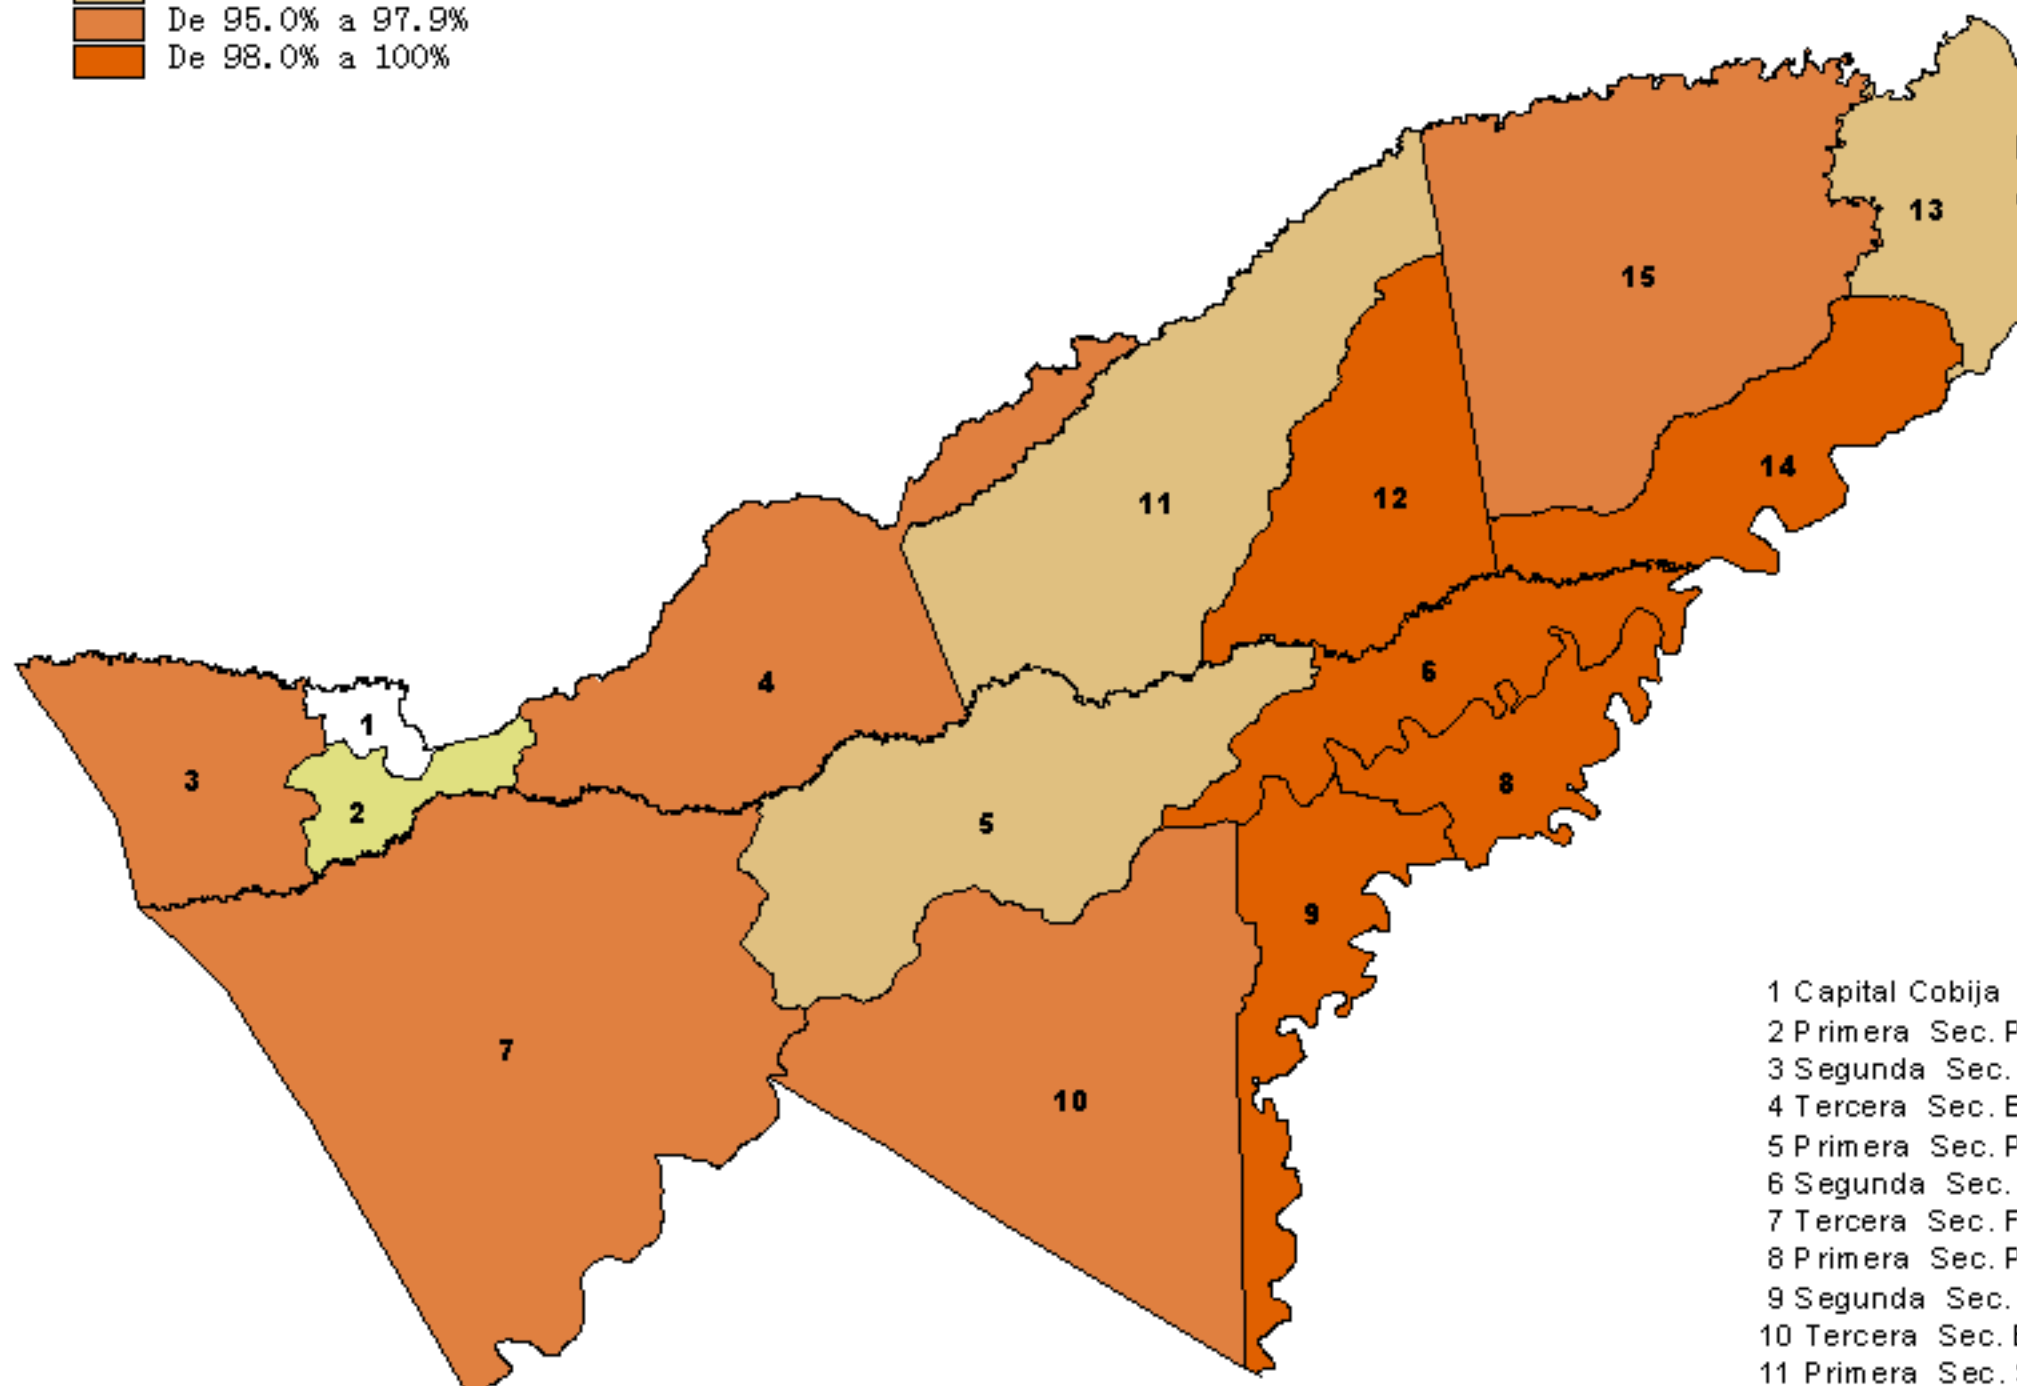 De 95.0% a 97.9%
De 98.0% a 100%
13
15
14
12
11
6
4
1
3
8
2
5
9
7
10
1 Capital Cobija
2 Primera Sec. P
3 Segunda Sec.
4 Tercera Sec. B
5 Primera Sec. P
6 Segunda Sec.
7 Tercera Sec. F
8 Primera Sec. P
9 Segunda Sec.
10 Tercera Sec.
11 Primera Sec.